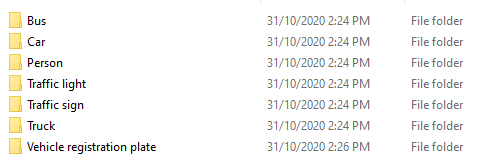 Bus 31/10/2020 2:24 PM File folder
Car 31/10/2020 2:24 PM File folder
Person 31/10/2020 2:24 PM File folder
Traffic light 31/10/2020 2:24 PM File folder
Traffic sign 31/10/2020 2:24 PM File folder
Truck 31/10/2020 2:24 PM File folder
Vehicle registration plate 31/10/2020 2:26 PM File folder